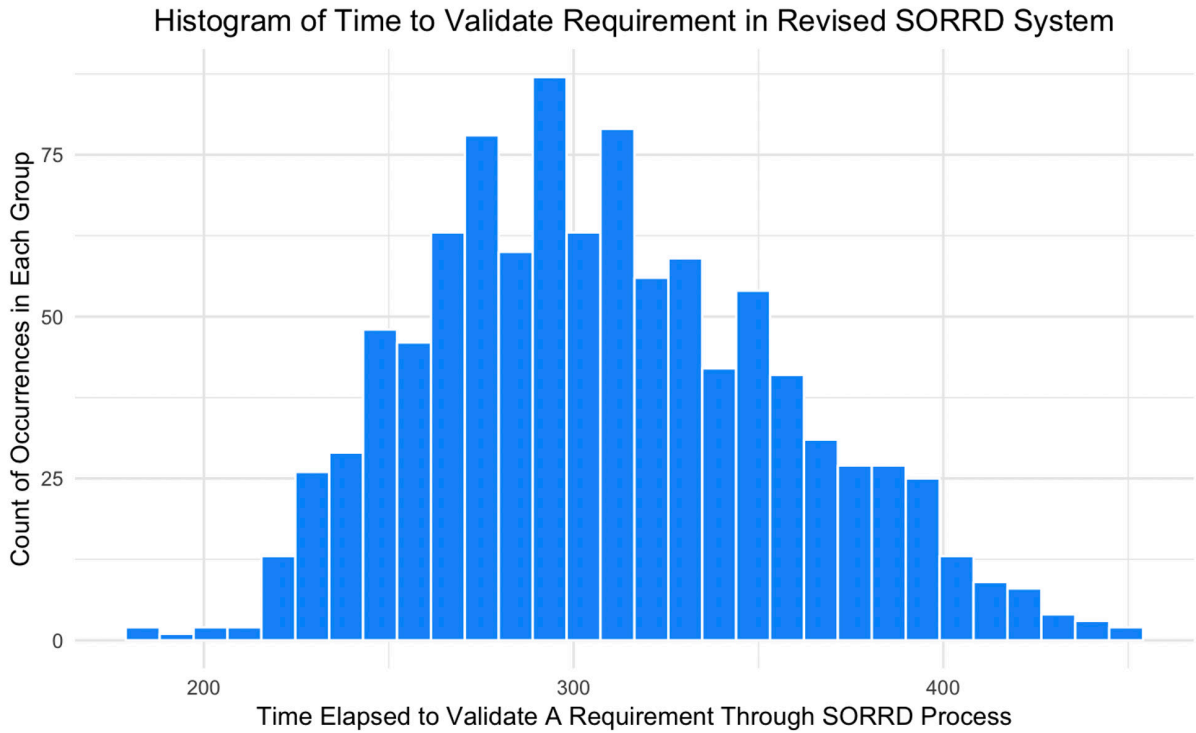 Histogram of Time to Validate Requirement in Revised SORRD System
Count of Occurrences in Each Group
75
50
25
0
200
300
400
Time Elapsed to Validate A Requirement Through SORRD Process